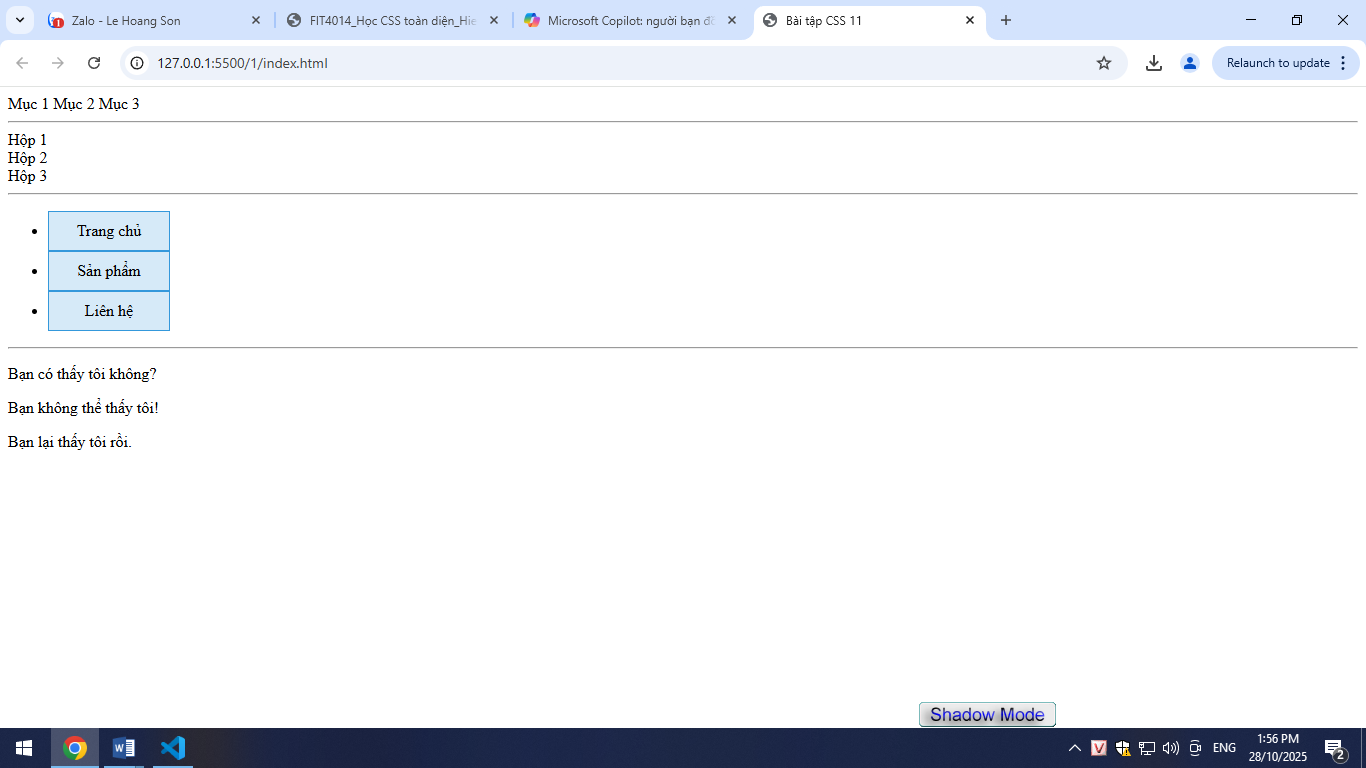 Zalo - Le Hoang Son
FIT4014_Học CSS toàn diện_Hie
Microsoft Copilot: người bạn đồ
Bài tập CSS 11
127.0.0.1:5500/1/index.html
Relaunch to update
Mục 1 Mục 2 Mục 3
Hộp 1
Hộp 2
Hộp 3
Trang chủ
Sản phẩm
Liên hệ
Bạn có thấy tôi không?
Bạn không thể thấy tôi!
Bạn lại thấy tôi rồi.
Shadow Mode
ENG
1:56 PM
28/10/2025
2